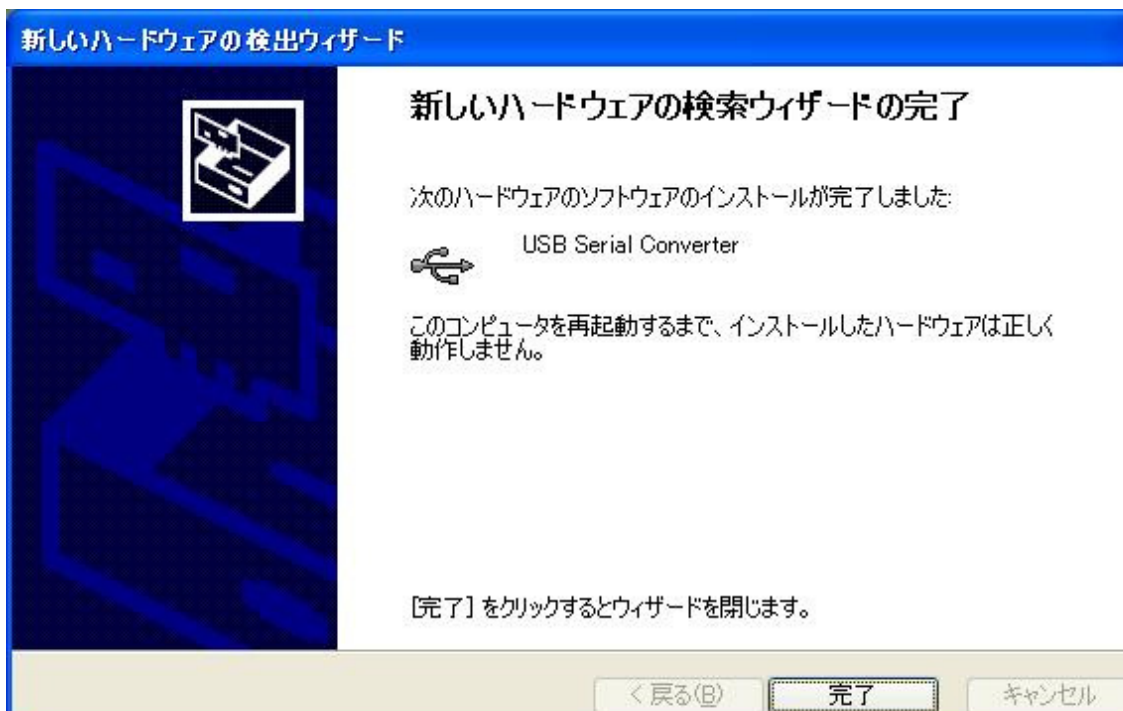 新しいハードウェアの検出ウィザード
新しいハードウェアの検索ウィザードの完了
次のハードウェアのソフトウェアのインストールが完了しました:
USB Serial Converter
このコンピュータを再起動するまで、インストールしたハードウェアは正しく
動作しません。
[完了] をクリックするとウィザードを閉じます。
< 戻る(B)
完了
キャンセル